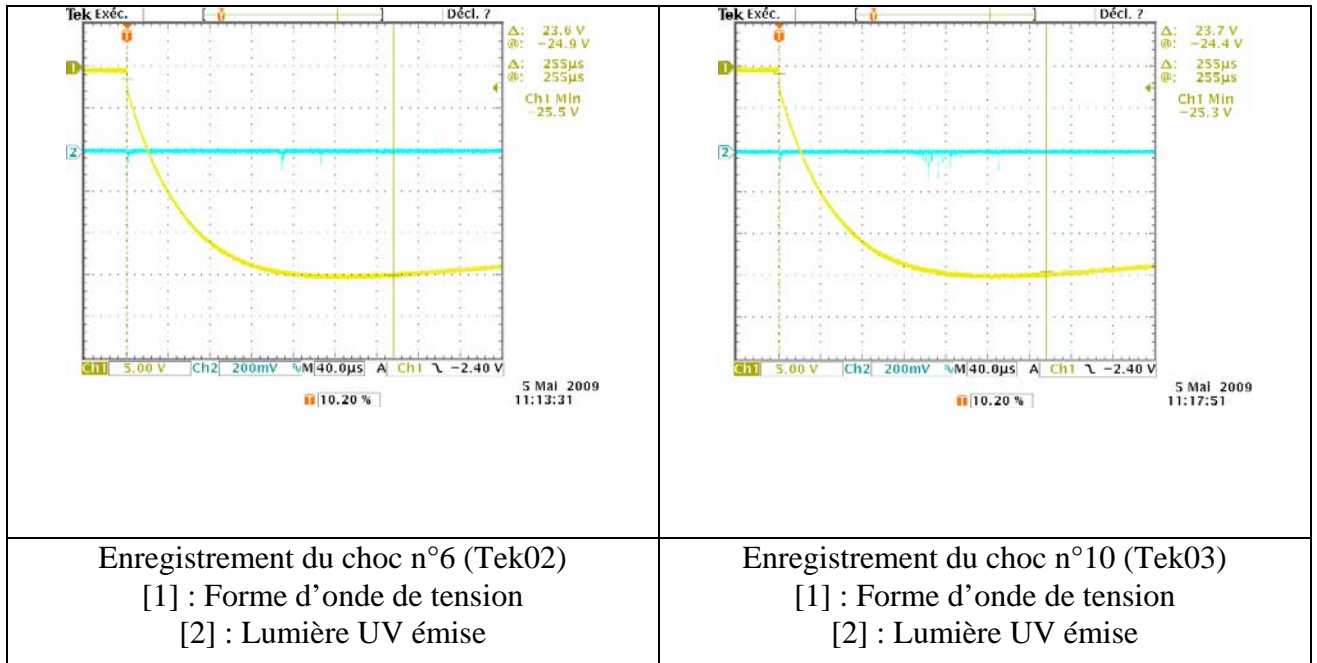 Tek Exéc.
Décl. ?
Δ: 23.6 V
@: −24.9 V
Δ: 255µs
@: 255µs
Ch1 Min
−25.5 V
1
2
Ch1 5.00 V Ch2 200mV M 40.0µs A Ch1 −2.40 V
10.20 %
5 Mai 2009
11:13:31
Tek Exéc.
Décl. ?
Δ: 23.7 V
@: −24.4 V
Δ: 255µs
@: 255µs
Ch1 Min
−25.3 V
1
2
Ch1 5.00 V Ch2 200mV M 40.0µs A Ch1 −2.40 V
10.20 %
5 Mai 2009
11:17:51
Enregistrement du choc n°6 (Tek02)
[1] : Forme d’onde de tension
[2] : Lumière UV émise
Enregistrement du choc n°10 (Tek03)
[1] : Forme d’onde de tension
[2] : Lumière UV émise